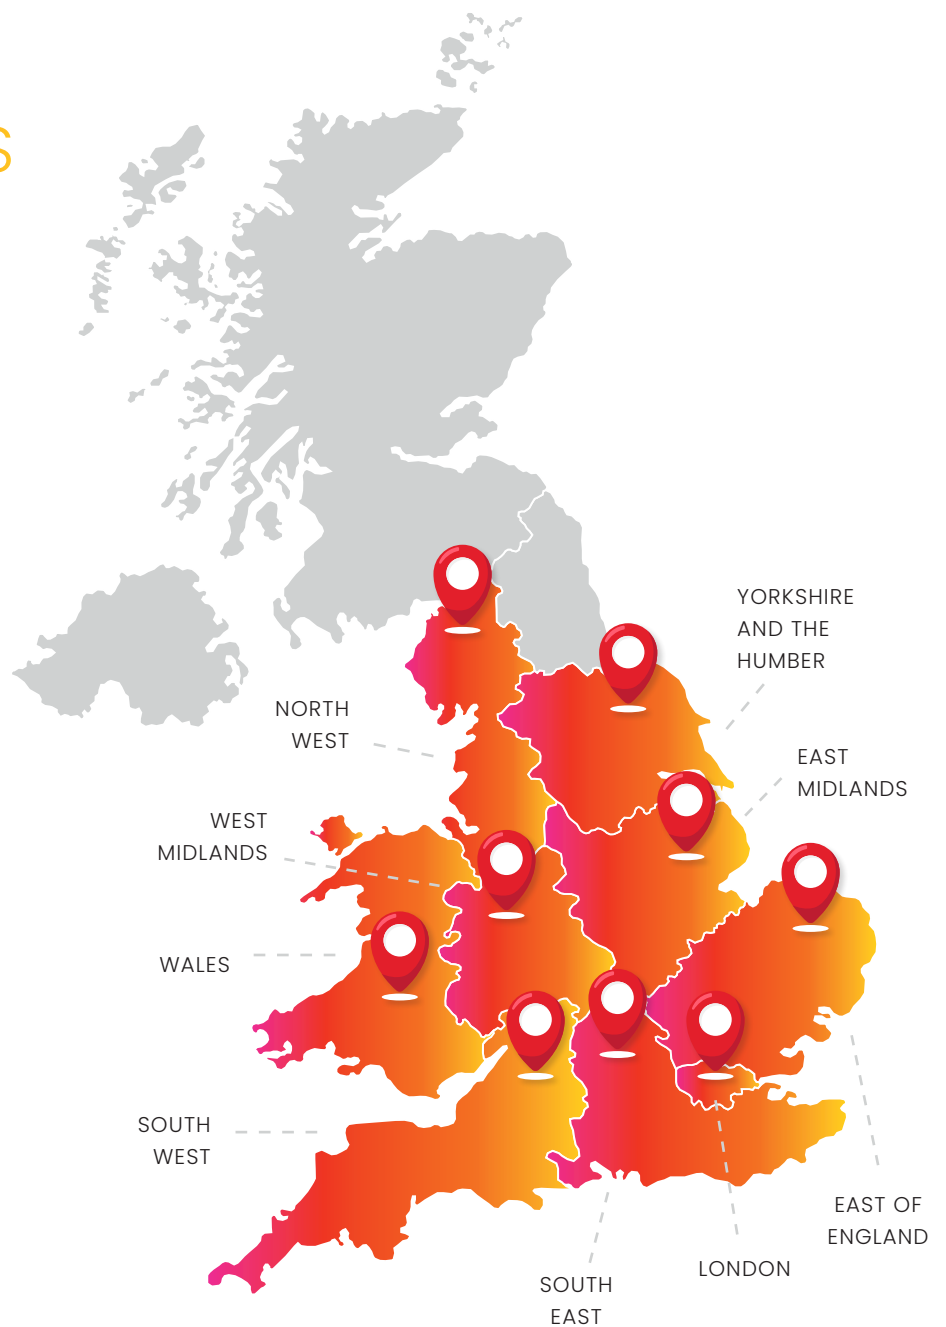 S
YORKSHIRE
AND THE
HUMBER
NORTH
WEST
EAST
MIDLANDS
WEST
MIDLANDS
WALES
SOUTH
WEST
EAST OF
ENGLAND
LONDON
SOUTH
EAST